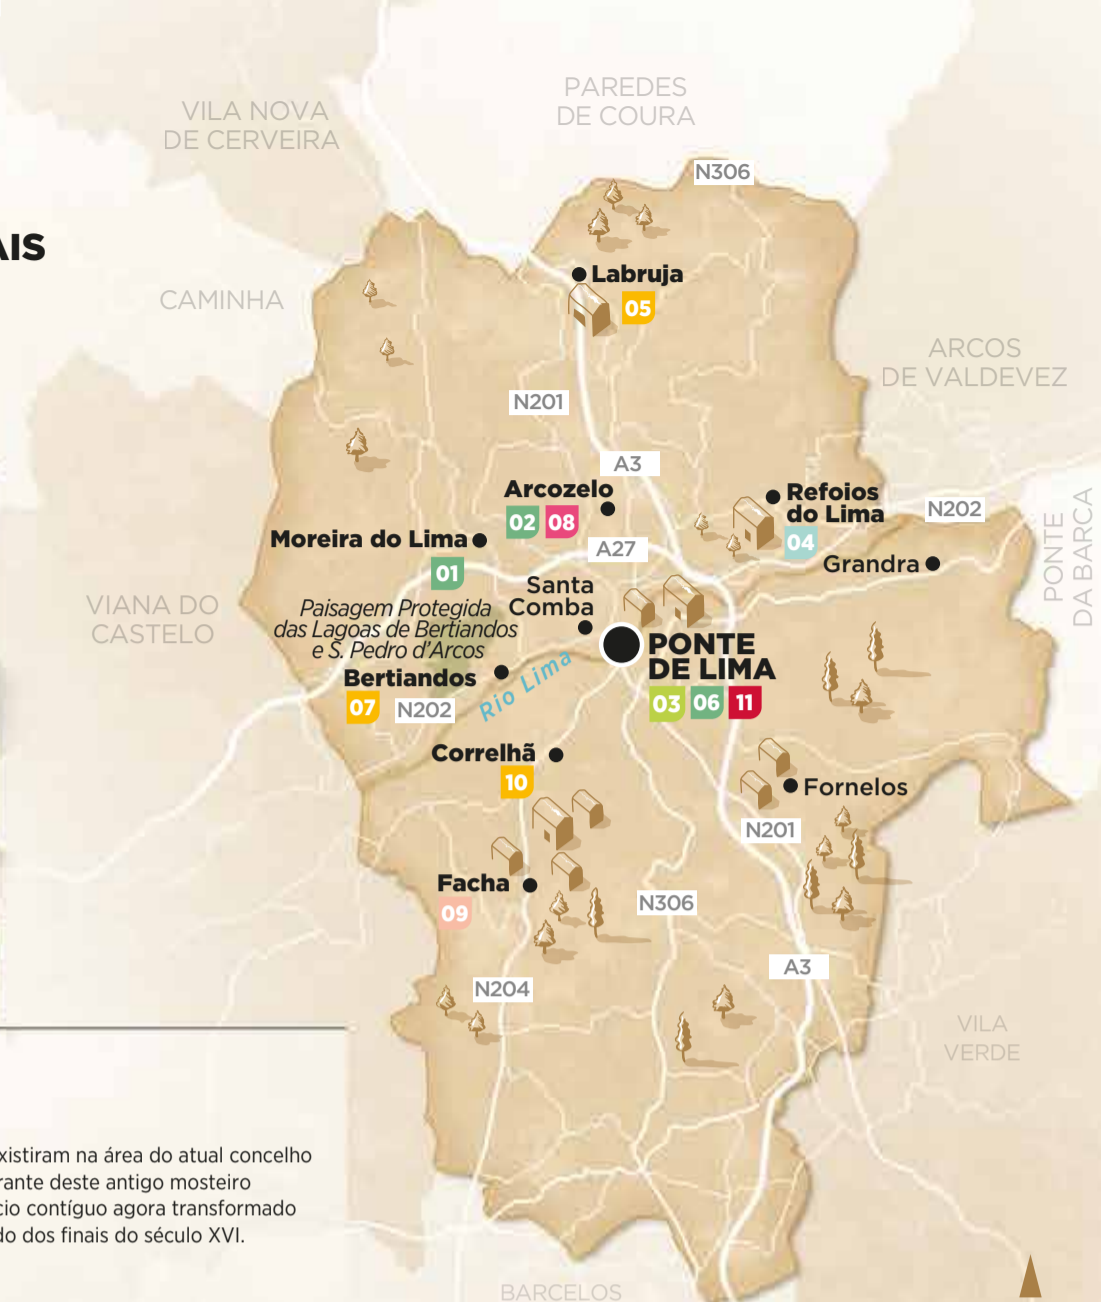 PAREDES
DE COURA
VILA NOVA
DE CERVEIRA
N306
AIS
Labruja
05
CAMINHA
ARCOS
DE VALDEVEZ
N201
A3
Arcozelo
02 08
Refoios
do Lima
04
N202
PONTE
DA BARCA
Moreira do Lima
01
A27
Grandra
Santa
Comba
VIANA DO
CASTELO
Paisagem Protegida
das Lagoas de Bertiandos
e S. Pedro d'Arcos
PONTE
DE LIMA
03 06 11
Bertiandos
07 N202
Rio Lima
Correlhã
10
Fornelos
N201
Facha
09
N306
A3
N204
VILA
VERDE
xistiram na área do atual concelho
rante deste antigo mosteiro
cio contíguo agora transformado
do dos finais do século XVI.
BARCELOS